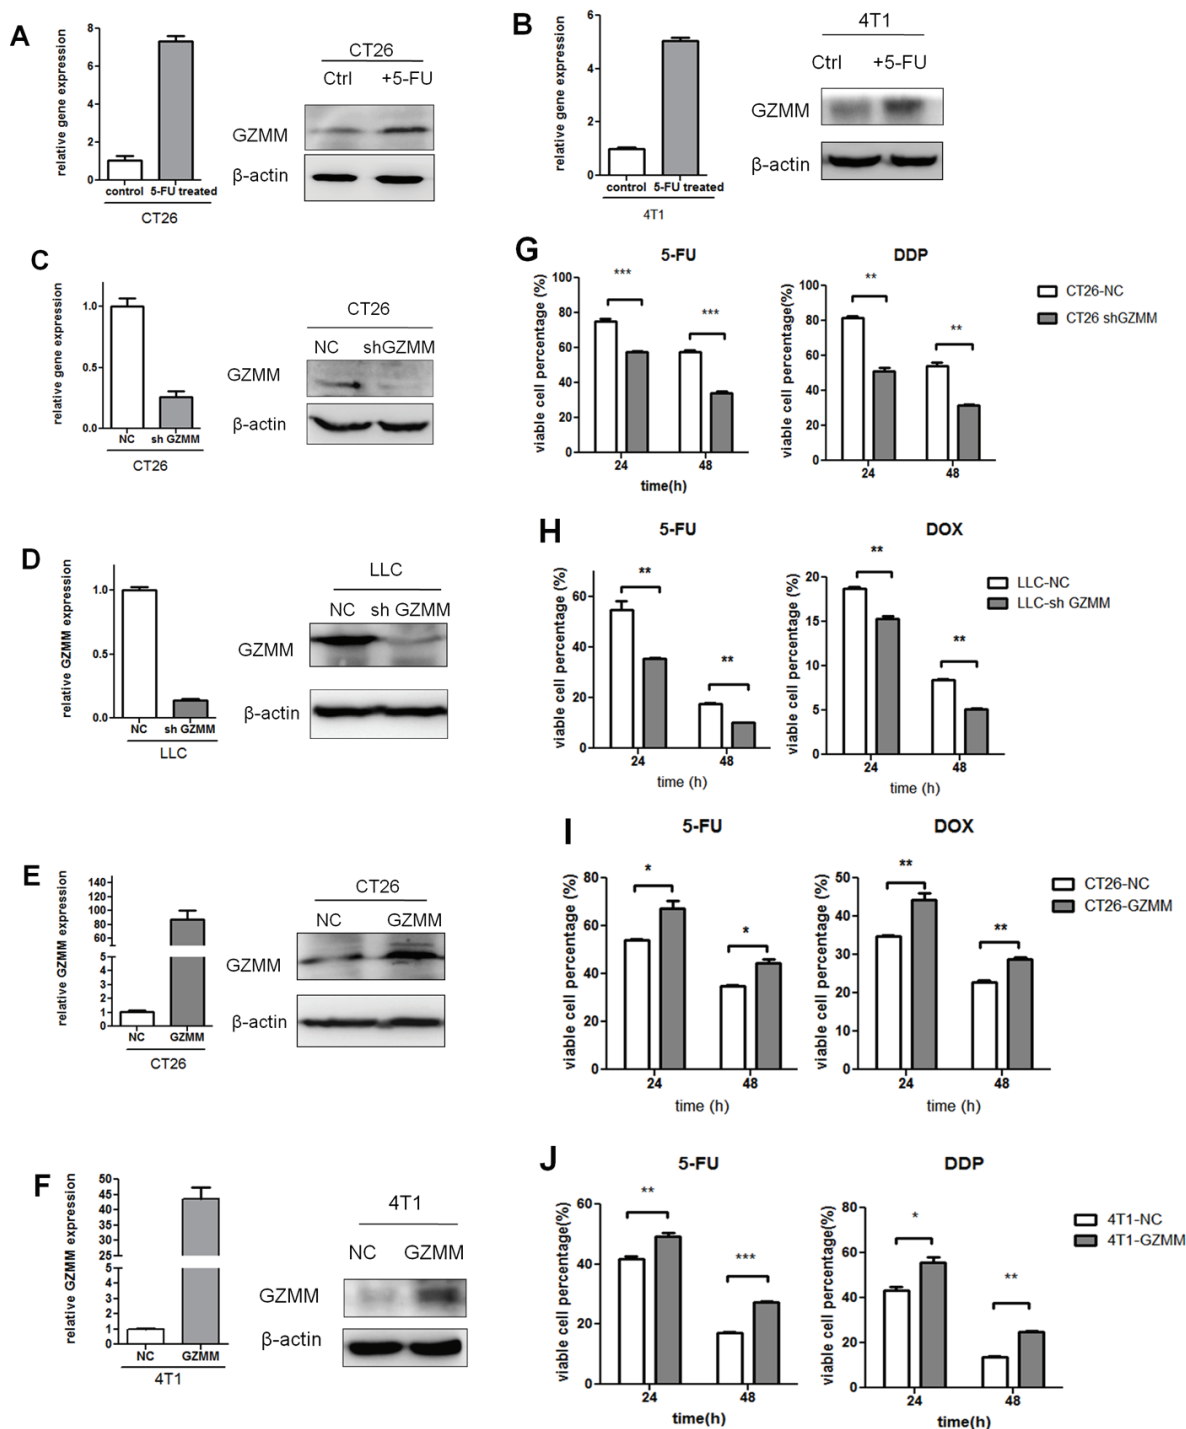 A
relative gene expression
8
6
4
2
0
control
5-FU treated
CT26
CT26
Ctrl
+5-FU
GZMM
β-actin
B
relative gene expression
6
4
2
0
control
5-FU treated
4T1
4T1
Ctrl
+5-FU
GZMM
β-actin
C
relative gene expression
1.0
0.5
0.0
NC
sh GZMM
CT26
CT26
NC
shGZMM
GZMM
β-actin
G
5-FU
viable cell percentage (%)
100
80
60
40
20
0
***
***
24
48
time(h)
DDP
viable cell percentage(%)
100
80
60
40
20
0
**
**
24
48
CT26-NC
CT26 shGZMM
D
relative GZMM expression
1.0
0.5
0.0
NC
sh GZMM
LLC
LLC
NC
sh GZMM
GZMM
β-actin
H
5-FU
viable cell percentage (%)
60
40
20
0
**
**
24
48
time (h)
DOX
viable cell percentage (%)
20
15
10
5
0
**
**
24
48
time (h)
LLC-NC
LLC-sh GZMM
E
relative GZMM expression
140
120
100
80
60
5
4
3
2
1
0
NC
GZMM
CT26
CT26
NC
GZMM
GZMM
β-actin
I
5-FU
viable cell percentage (%)
80
60
40
20
0
*
*
24
48
time (h)
DOX
viable cell percentage (%)
50
40
30
20
10
0
**
**
24
48
time (h)
CT26-NC
CT26-GZMM
F
relative GZMM expression
50
45
40
35
30
25
5
4
3
2
1
0
NC
GZMM
4T1
4T1
NC
GZMM
GZMM
β-actin
J
5-FU
viable cell percentage(%)
60
40
20
0
**
***
24
48
time(h)
DDP
viable cell percentage(%)
80
60
40
20
0
*
**
24
48
time(h)
4T1-NC
4T1-GZMM